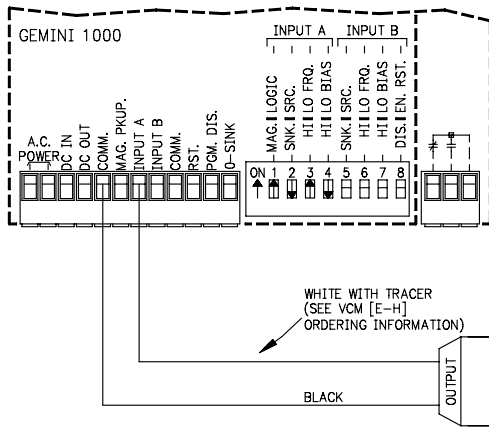 GEMINI 1000
INPUT A
INPUT B
A.C.
POWER
DC IN
DC OUT
COMM.
MAG. PKUP.
INPUT A
INPUT B
COMM.
RST.
PGM. DIS.
O-SINK
MAG. LOGIC
SNK. SRC.
HI LO FRQ.
HI LO BIAS
SNK. SRC.
HI LO FRQ.
HI LO BIAS
DIS. EN. RST.
ON 1 2 3 4 5 6 7 8
WHITE WITH TRACER
(SEE VCM [E-H]
ORDERING INFORMATION)
BLACK
OUTPUT